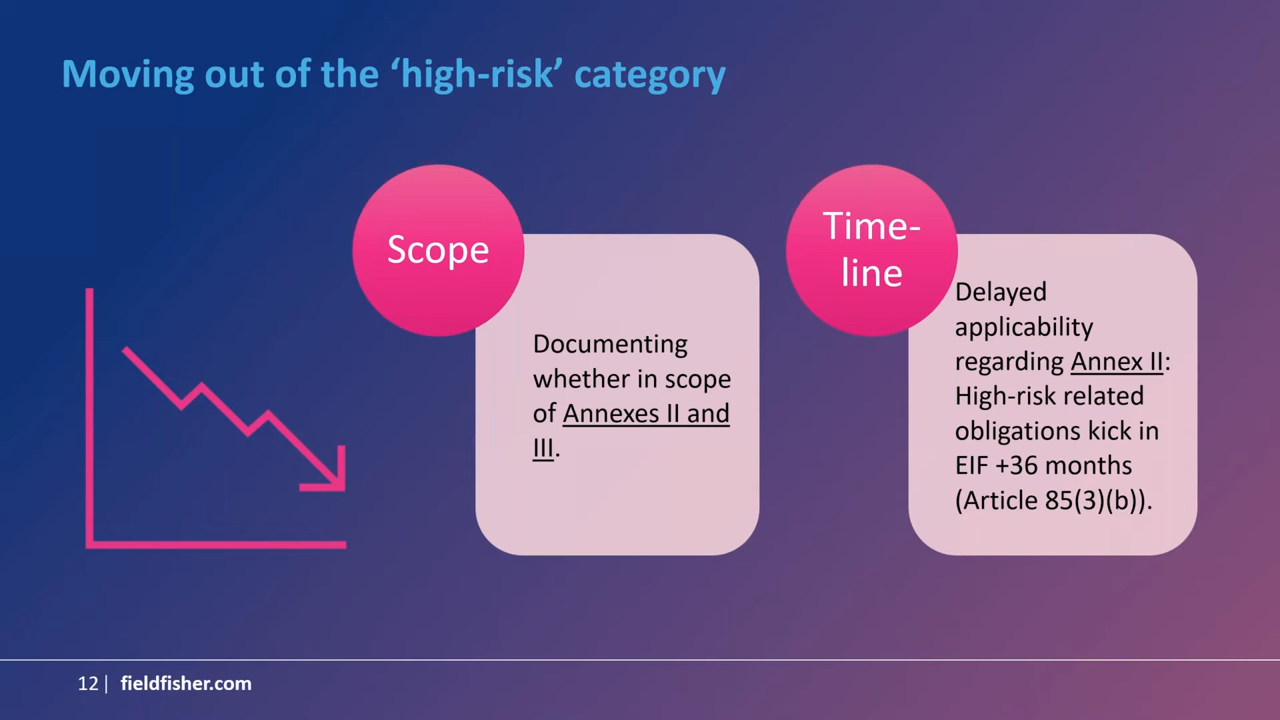 Moving out of the ‘high-risk’ category
Scope
Documenting
whether in scope
of Annexes II and
III.
Time-
line
Delayed
applicability
regarding Annex II:
High-risk related
obligations kick in
EIF +36 months
(Article 85(3)(b)).
12 | fieldfisher.com